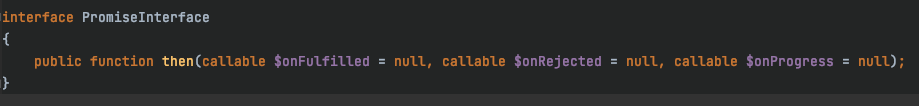 interface PromiseInterface
{
    public function then(callable $onFulfilled = null, callable $onRejected = null, callable $onProgress = null);
}